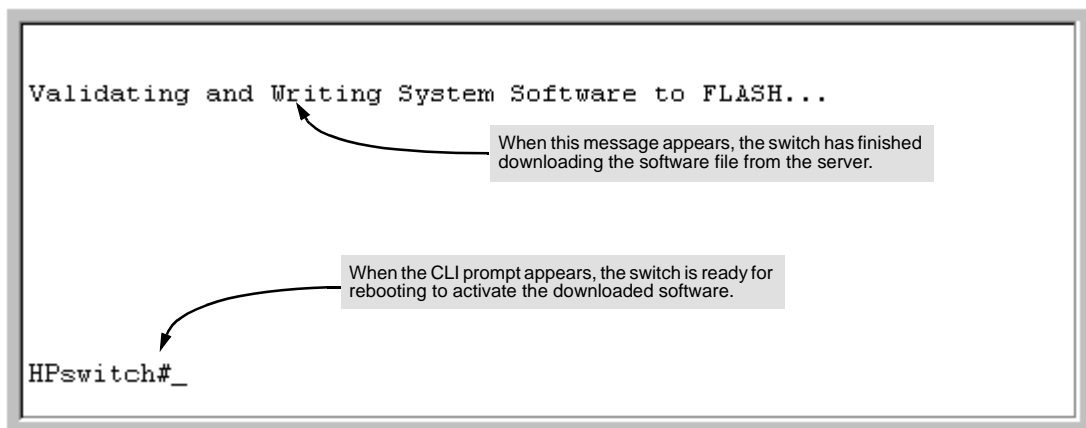 Validating and Writing System Software to FLASH...
When this message appears, the switch has finished
downloading the software file from the server.
When the CLI prompt appears, the switch is ready for
rebooting to activate the downloaded software.
HPswitch#_